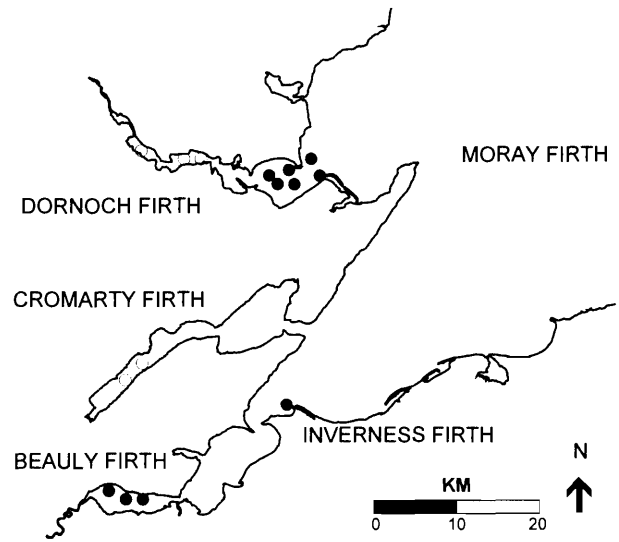 MORAY FIRTH
DORNOCH FIRTH
CROMARTY FIRTH
INVERNESS FIRTH
BEAULY FIRTH
N
KM
0 10 20